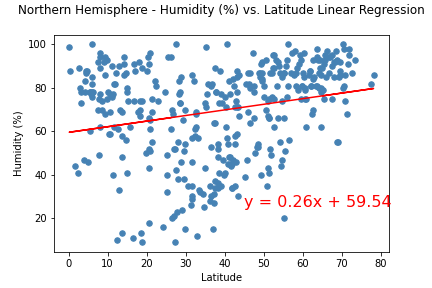 Northern Hemisphere - Humidity (%) vs. Latitude Linear Regression
100
80
60
40
20
Humidity (%)
y = 0.26x + 59.54
0 10 20 30 40 50 60 70 80
Latitude